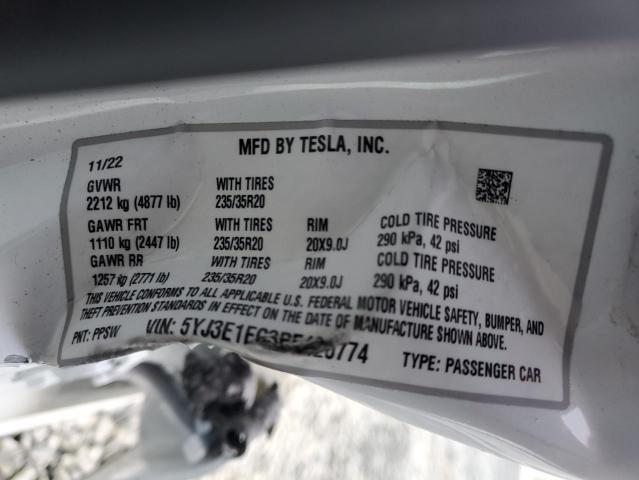 MFD BY TESLA, INC.
11/22
GVWR WITH TIRES
2212 kg (4877 lb) 235/35R20
GAWR FRT WITH TIRES RIM COLD TIRE PRESSURE
1110 kg (2447 lb) 235/35R20 20X9.0J 290 kPa, 42 psi
GAWR RR WITH TIRES RIM COLD TIRE PRESSURE
1257 kg (2771 lb) 235/35R20 20X9.0J 290 kPa, 42 psi
THIS VEHICLE CONFORMS TO ALL APPLICABLE U.S. FEDERAL MOTOR VEHICLE SAFETY, BUMPER, AND
THEFT PREVENTION STANDARDS IN EFFECT ON THE DATE OF MANUFACTURE SHOWN ABOVE.
PNT: PPSW VIN: TYPE: PASSENGER CAR